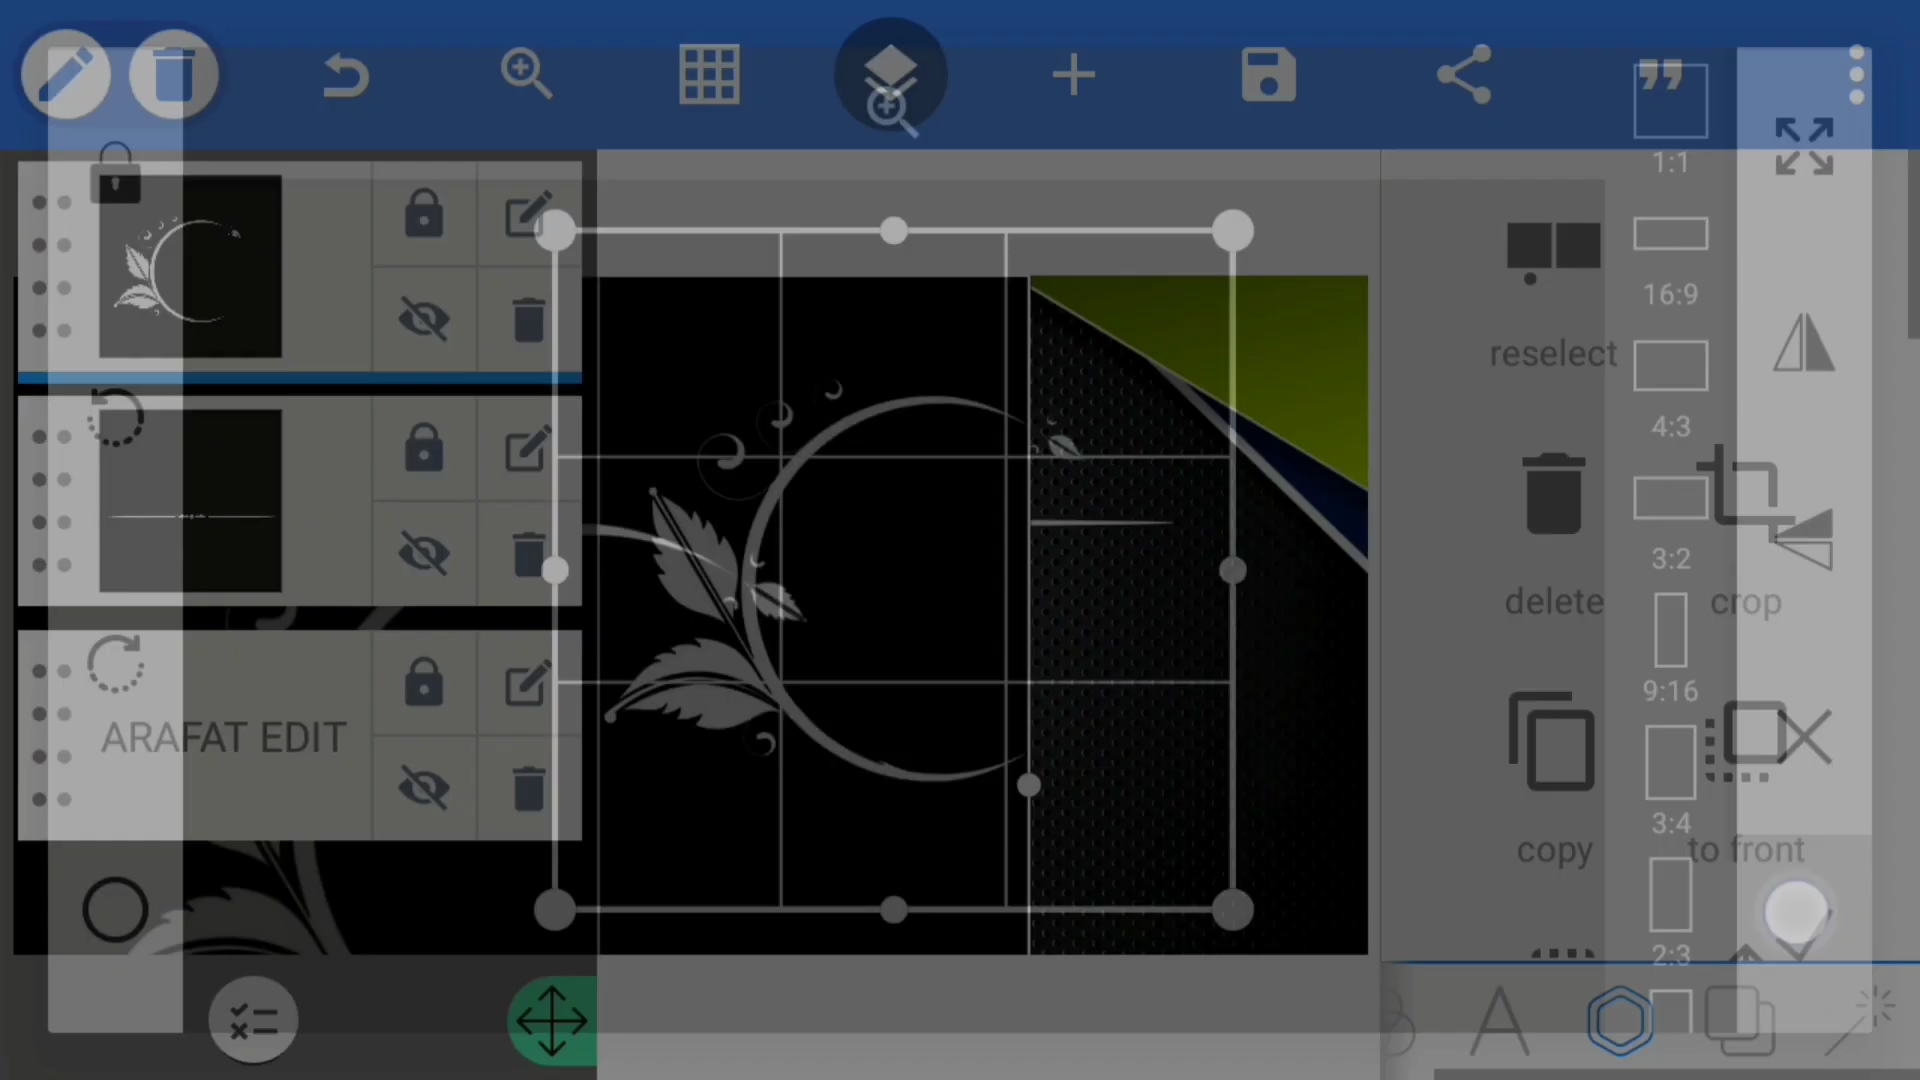 1:1
16:9
reselect
4:3
3:2
delete
crop
9:16
ARAFAT EDIT
3:4
copy
to front
2:3